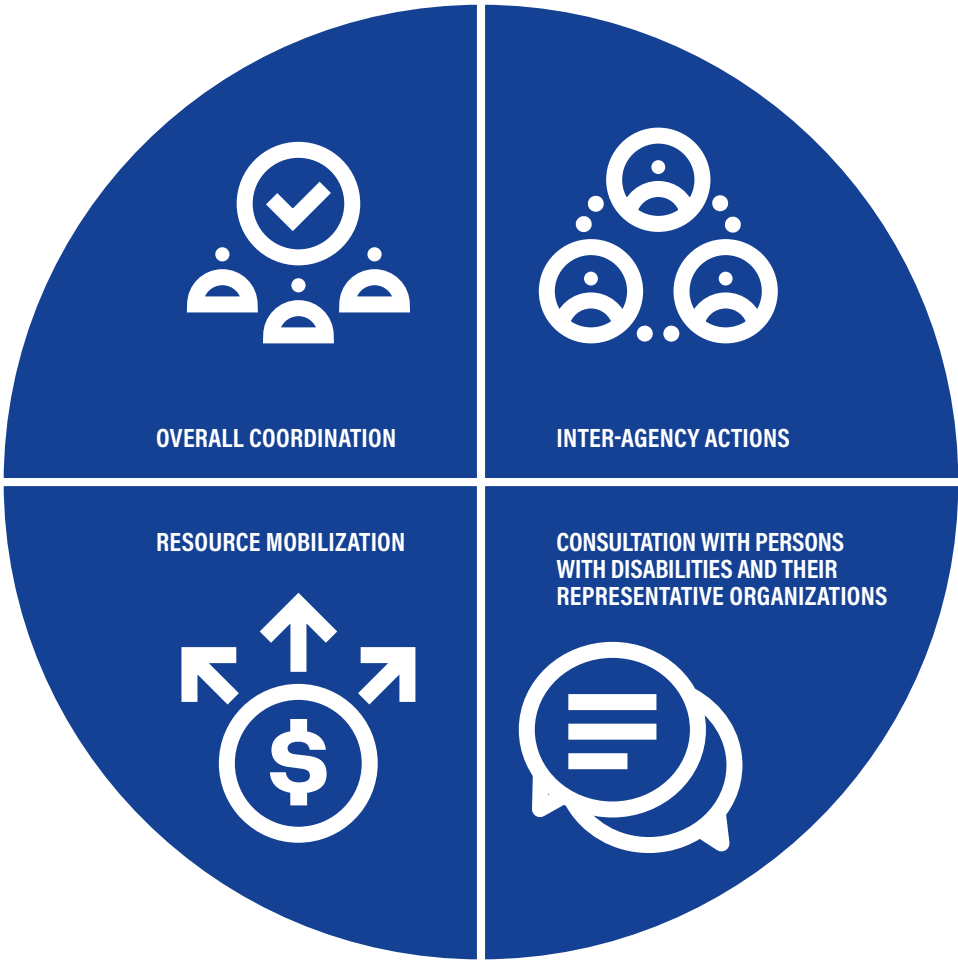 OVERALL COORDINATION
INTER-AGENCY ACTIONS
RESOURCE MOBILIZATION
CONSULTATION WITH PERSONS
WITH DISABILITIES AND THEIR
REPRESENTATIVE ORGANIZATIONS
$